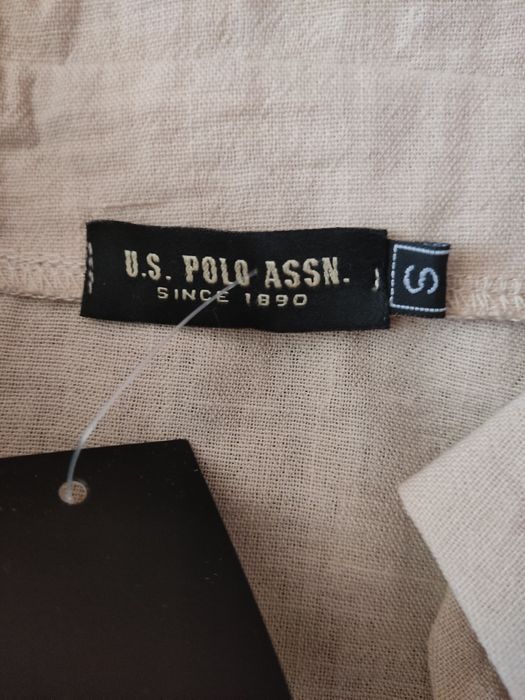 U.S. POLO ASSN.
SINCE 1890
S